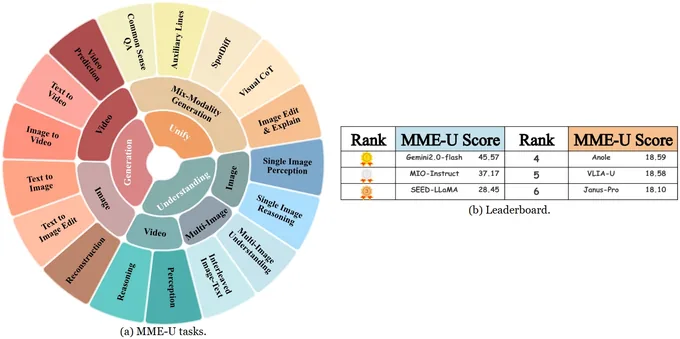 Unify
Generation
Understanding
Mix-Modality
Generation
Image
Multi-Image
Video
Image
Video
Common Sense
QA
Auxiliary Lines
SpotDiff
Visual CoT
Image Edit
& Explain
Single Image
Perception
Single Image
Reasoning
Multi-Image
Understanding
Interleaved
Image-Text
Perception
Reasoning
Reconstruction
Text to
Image Edit
Text to
Image
Image to
Video
Text to
Video
Video
Prediction
(a) MME-U tasks.
Rank MME-U Score Rank MME-U Score
1 Gemini2.0-flash 45.57 4 Anole 18.59
MIO-Instruct 37.17 5 VLIA-U 18.58
3 SEED-LLaMA 28.45 6 Janus-Pro 18.10
(b) Leaderboard.